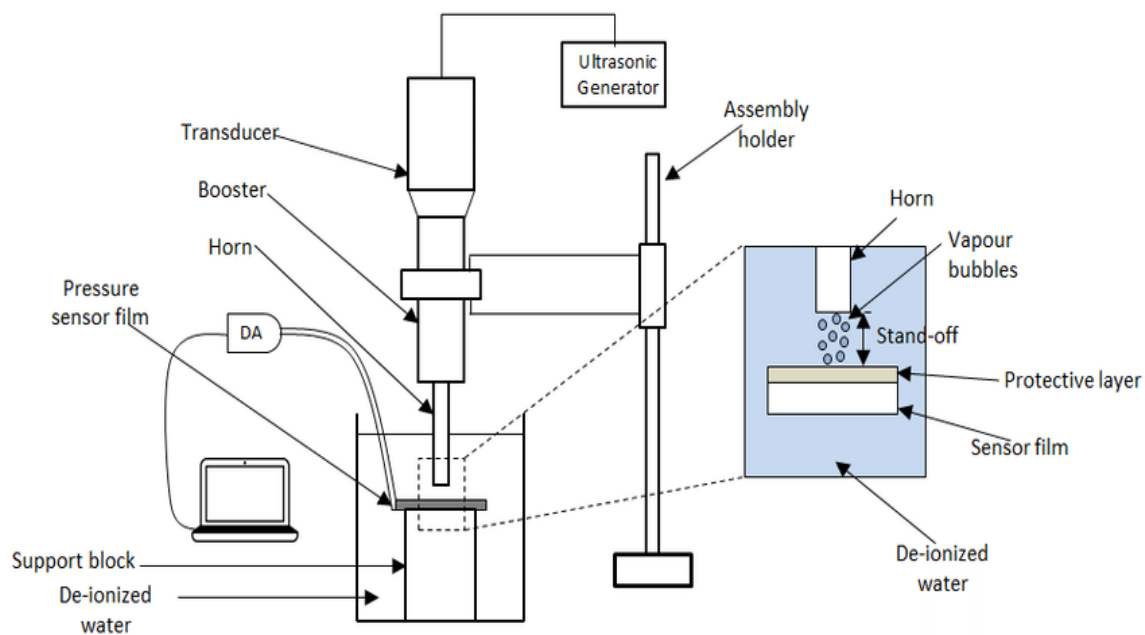 Ultrasonic
Generator
Transducer
Assembly
holder
Booster
Horn
Horn
Vapour
bubbles
Pressure
sensor film
DA
Stand-off
Protective layer
Sensor film
Support block
De-ionized
water
De-ionized
water